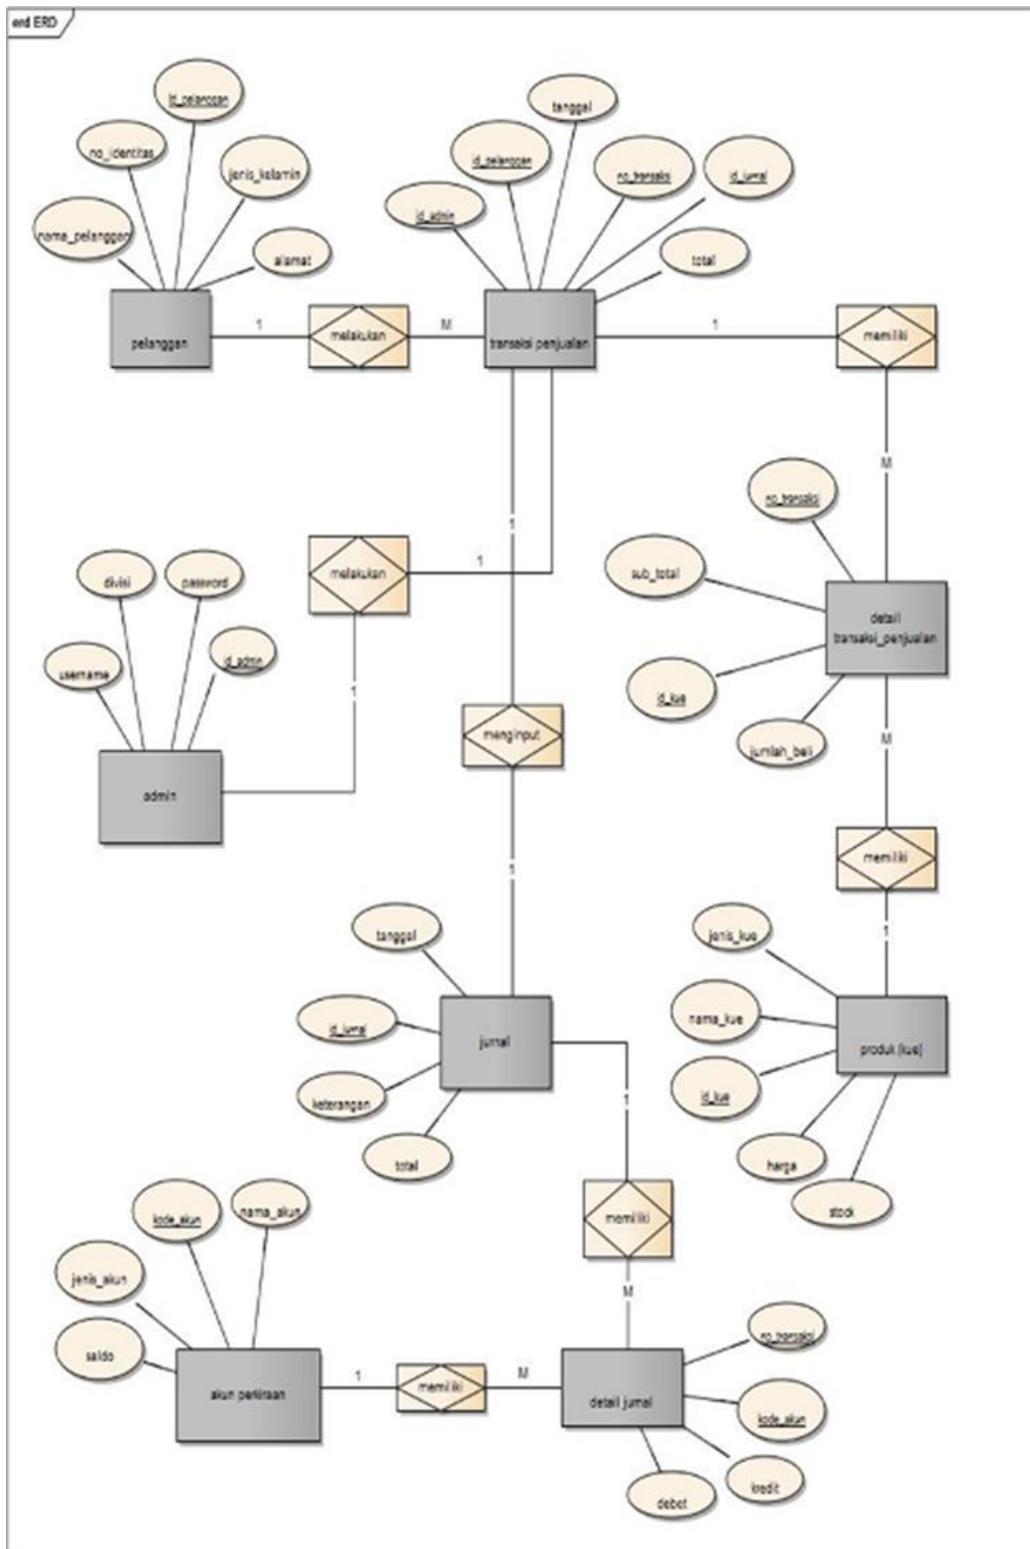 erd ERD
id_pelanggan
no_identitas
jenis_kelamin
nama_pelanggan
alamat
pelanggan
1
melakukan
M
tanggal
id_pelanggan
no_transaksi
id_jurnal
id_admin
total
transaksi penjualan
1
memiliki
M
no_transaksi
sub_total
detail
transaksi_penjualan
id_kue
jumlah_beli
1
melakukan
1
1
divisi
password
username
id_admin
admin
menginput
1
M
memiliki
1
tanggal
id_jurnal
jurnal
keterangan
total
jenis_kue
nama_kue
produk (kue)
id_kue
harga
stock
1
memiliki
M
kode_akun
nama_akun
jenis_akun
saldo
akun perkiraan
1
memiliki
M
detail jurnal
no_transaksi
kode_akun
kredit
debet